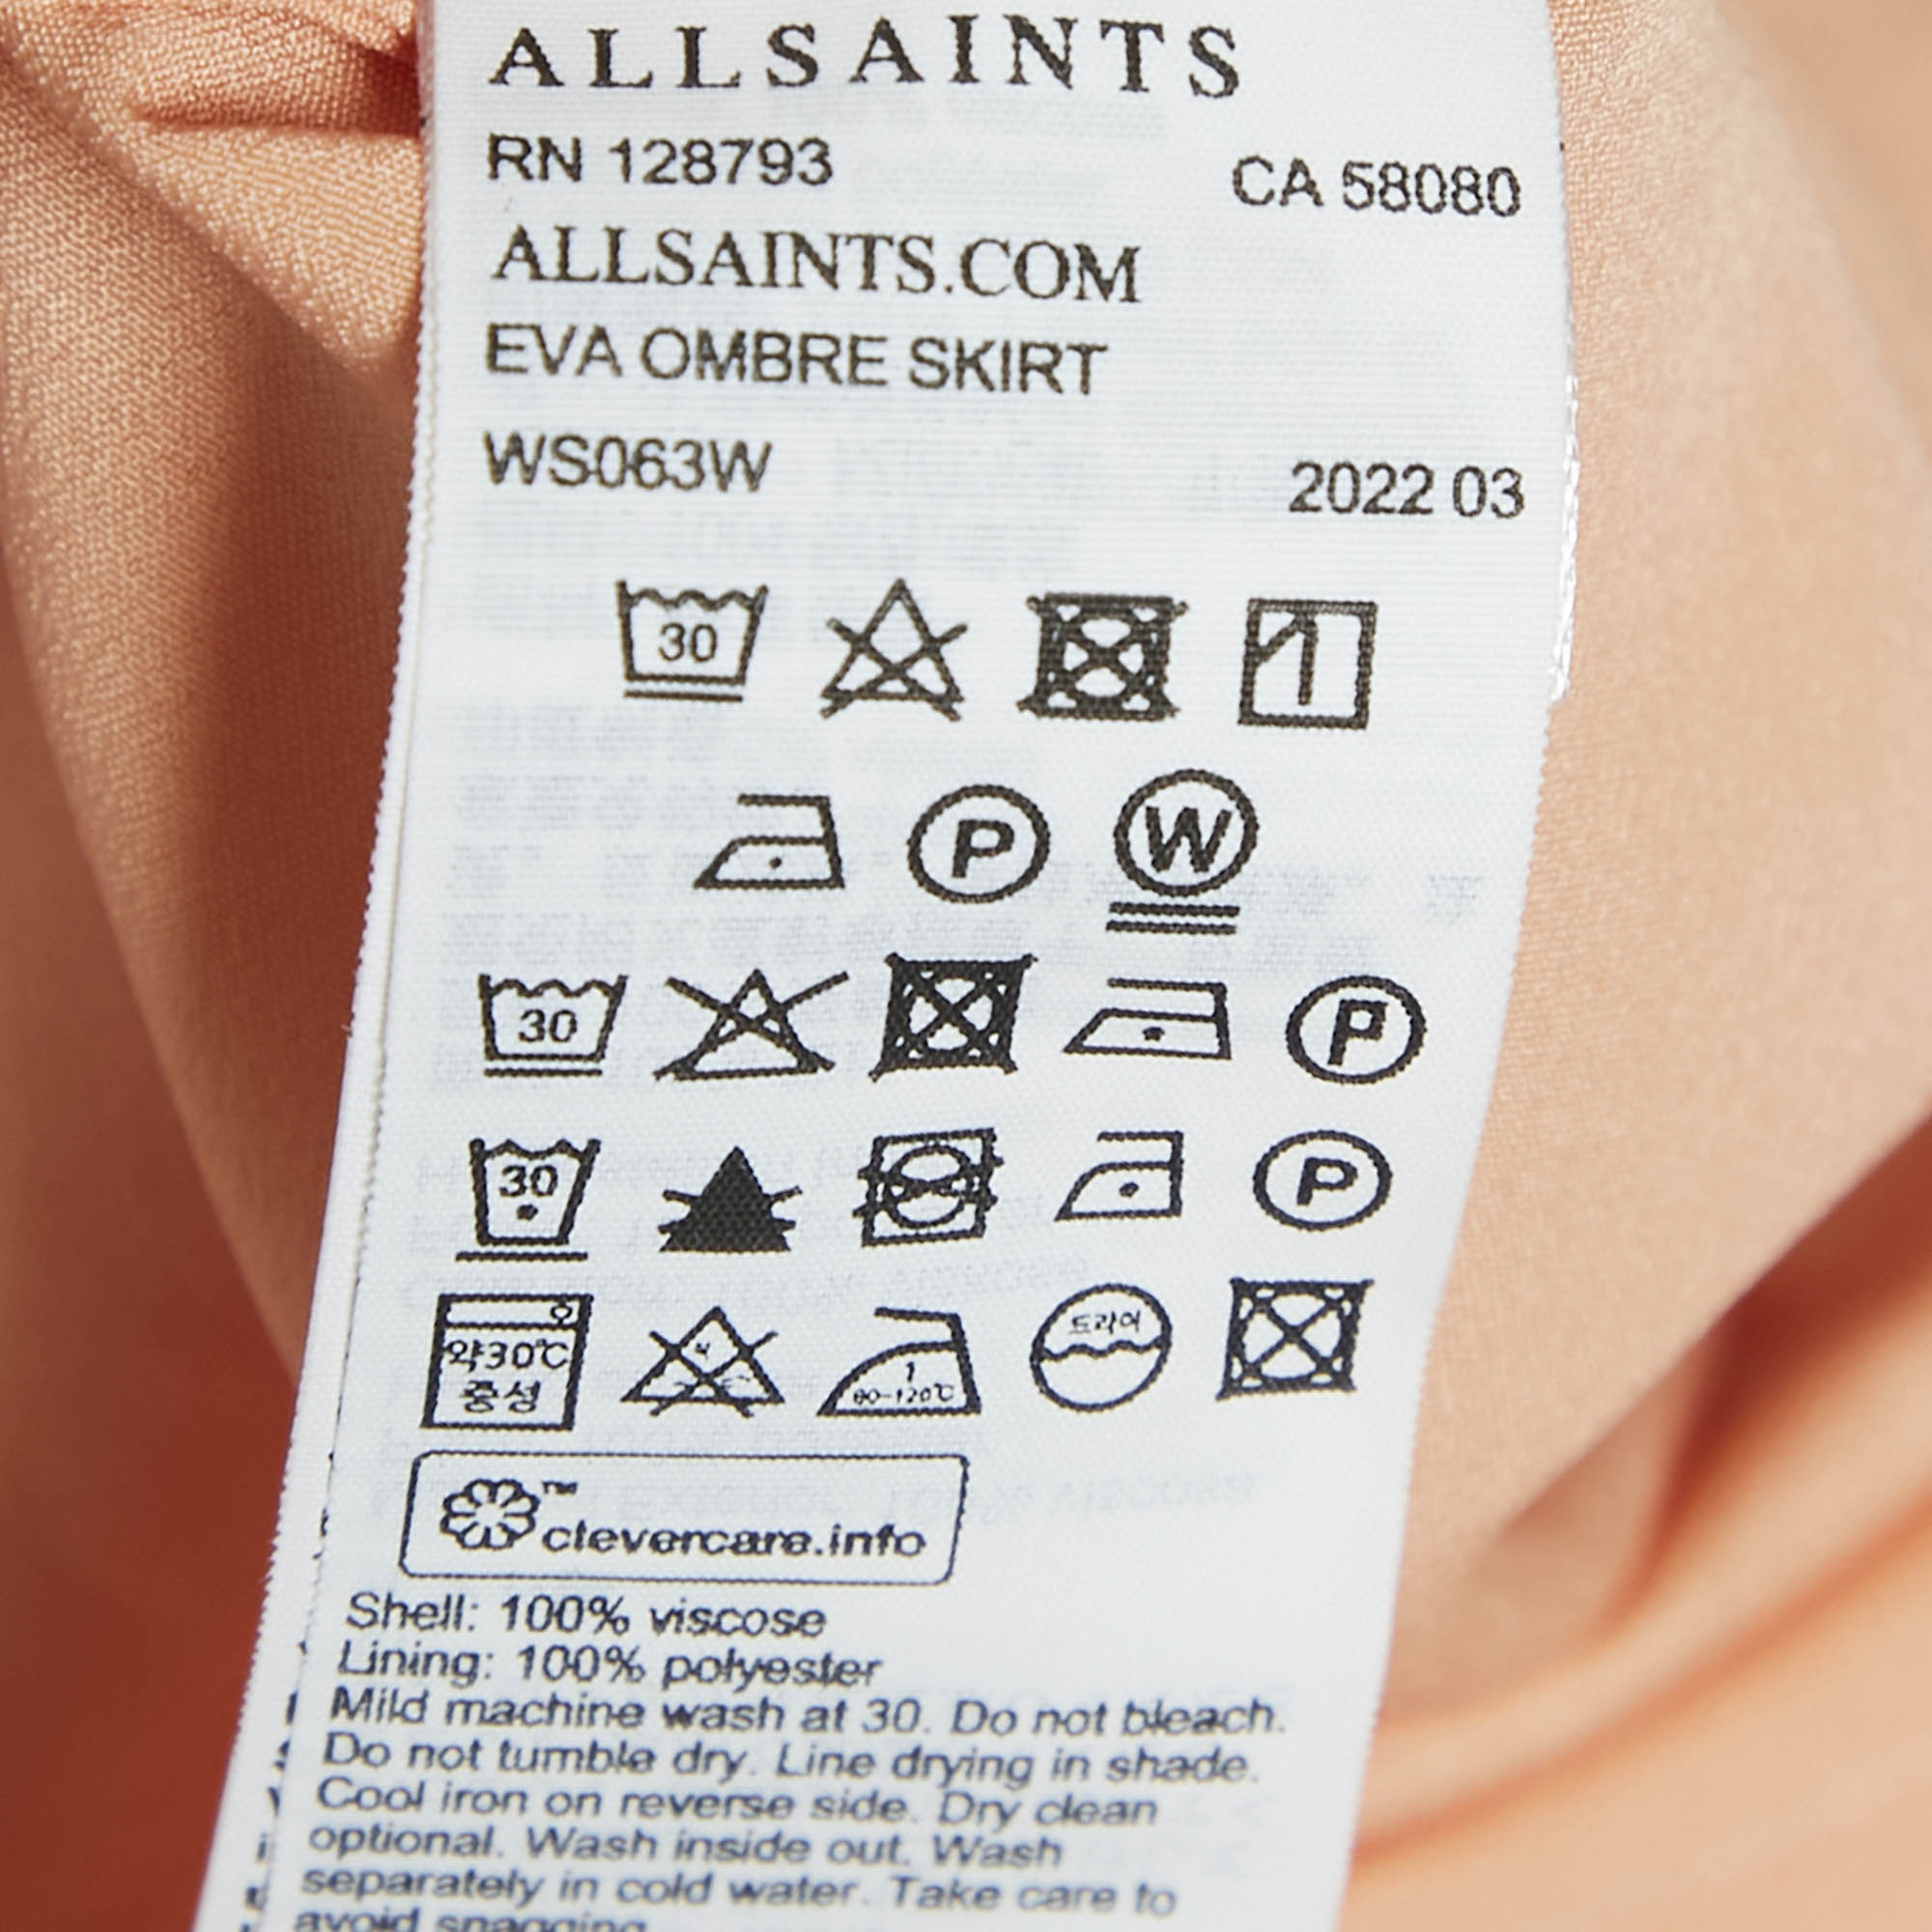 ALLSAINTS
RN 128793 CA 58080
ALLSAINTS.COM
EVA OMBRE SKIRT
WS063W 2022 03
30
P W
30 P
30 P
약30℃ 중성 1 80-120℃ 드라이
™ clevercare.info
Shell: 100% viscose
Lining: 100% polyester
Mild machine wash at 30. Do not bleach.
Do not tumble dry. Line drying in shade.
Cool iron on reverse side. Dry clean
optional. Wash inside out. Wash
separately in cold water. Take care to
avoid snagging.